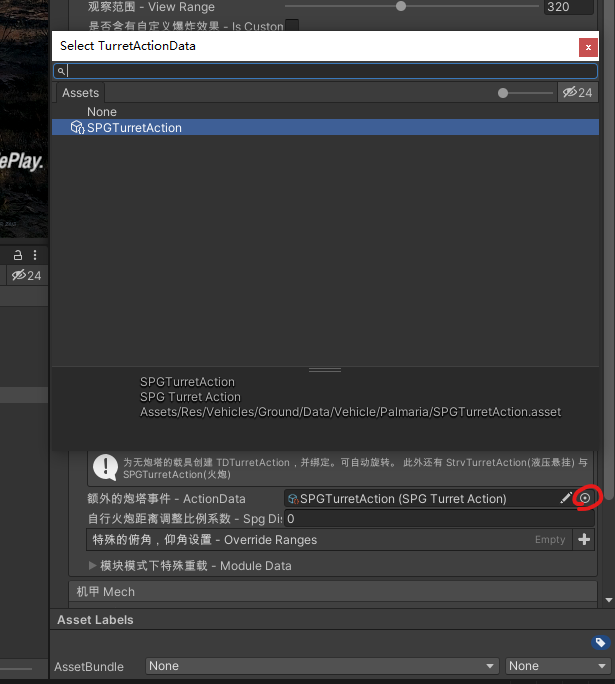 观察范围 - View Range
320
是否含有自定义爆炸效果 - Is Custon
Select TurretActionData
x
Assets
24
None
SPGTurretAction
ePlay.
24
SPGTurretAction
SPG Turret Action
Assets/Res/Vehicles/Ground/Data/Vehicle/Palmaria/SPGTurretAction.asset
为无炮塔的载具创建 TDTurretAction,并绑定。可自动旋转。 此外还有 StrvTurretAction(液压悬挂) 与
SPGTurretAction(火炮)
额外的炮塔事件 - ActionData
SPGTurretAction (SPG Turret Action)
自行火炮距离调整比例系数 - Spg Dis
0
特殊的俯角，仰角设置 - Override Ranges
Empty
模块模式下特殊重载 - Module Data
机甲 Mech
Asset Labels
AssetBundle
None
None